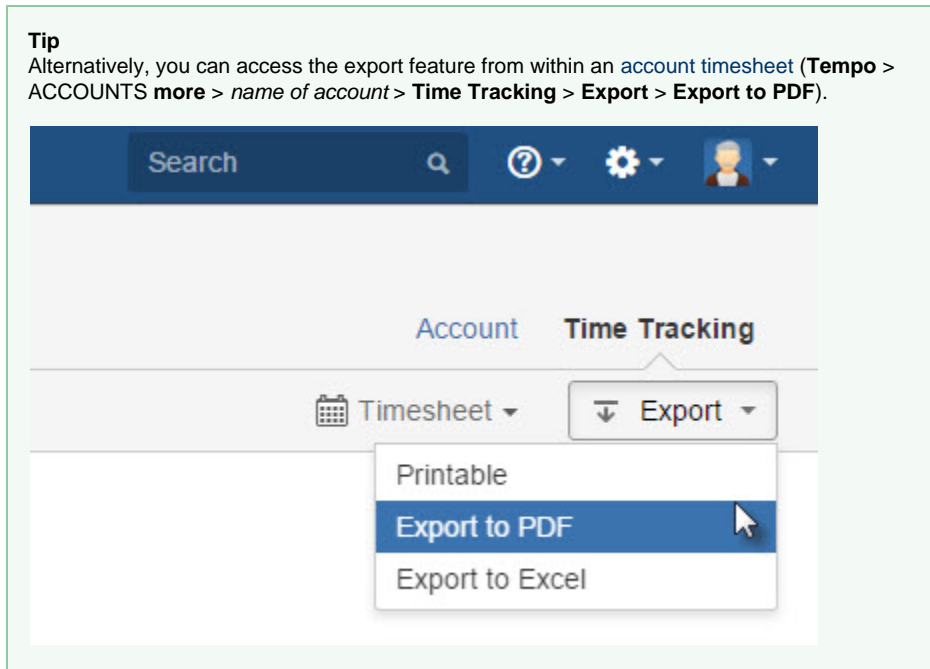 Tip
Alternatively, you can access the export feature from within an account timesheet (Tempo >
ACCOUNTS more > name of account > Time Tracking > Export > Export to PDF).
Search
Account Time Tracking
Timesheet Export
Printable
Export to PDF
Export to Excel